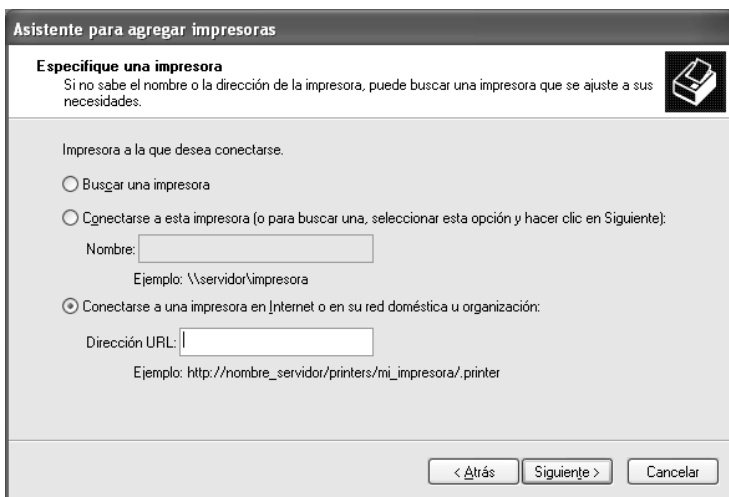 Asistente para agregar impresoras
Especifique una impresora
Si no sabe el nombre o la dirección de la impresora, puede buscar una impresora que se ajuste a sus
necesidades.
Impresora a la que desea conectarse.
Buscar una impresora
Conectarse a esta impresora (o para buscar una, seleccionar esta opción y hacer clic en Siguiente):
Nombre:
Ejemplo: \\servidor\impresora
Conectarse a una impresora en Internet o en su red doméstica u organización:
Dirección URL:
Ejemplo: http://nombre_servidor/printers/mi_impresora/.printer
< Atrás Siguiente > Cancelar